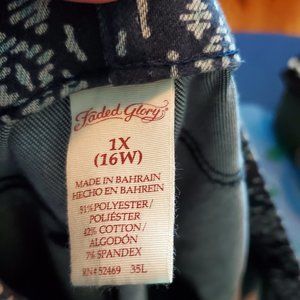 Faded Glory
1X
(16W)
MADE IN BAHRAIN
HECHO EN BAHREIN
51% POLYESTER/
POLIÉSTER
42% COTTON/
ALGODÓN
7% SPANDEX
RN# 52469 35L